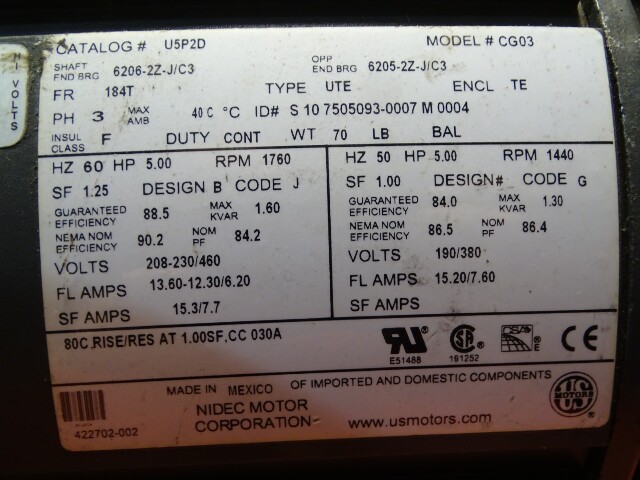 HI VOLTS
CATALOG # U5P2D MODEL # CG03
SHAFT END BRG 6206-2Z-J/C3 OPP END BRG 6205-2Z-J/C3
FR 184T TYPE UTE ENCL TE
PH 3 MAX AMB 40 C °C ID# S 10 7505093-0007 M 0004
INSUL CLASS F DUTY CONT WT 70 LB BAL
HZ 60 HP 5.00 RPM 1760
SF 1.25 DESIGN B CODE J
GUARANTEED EFFICIENCY 88.5 MAX KVAR 1.60
NEMA NOM EFFICIENCY 90.2 NOM PF 84.2
VOLTS 208-230/460
FL AMPS 13.60-12.30/6.20
SF AMPS 15.3/7.7
HZ 50 HP 5.00 RPM 1440
SF 1.00 DESIGN# CODE G
GUARANTEED EFFICIENCY 84.0 MAX KVAR 1.30
NEMA NOM EFFICIENCY 86.5 NOM PF 86.4
VOLTS 190/380
FL AMPS 15.20/7.60
SF AMPS
80C.RISE/RES AT 1.00SF,CC 030A
E51488
191252
CSA E
CE
MADE IN MEXICO OF IMPORTED AND DOMESTIC COMPONENTS
NIDEC MOTOR CORPORATION
www.usmotors.com
US MOTORS
422702-002